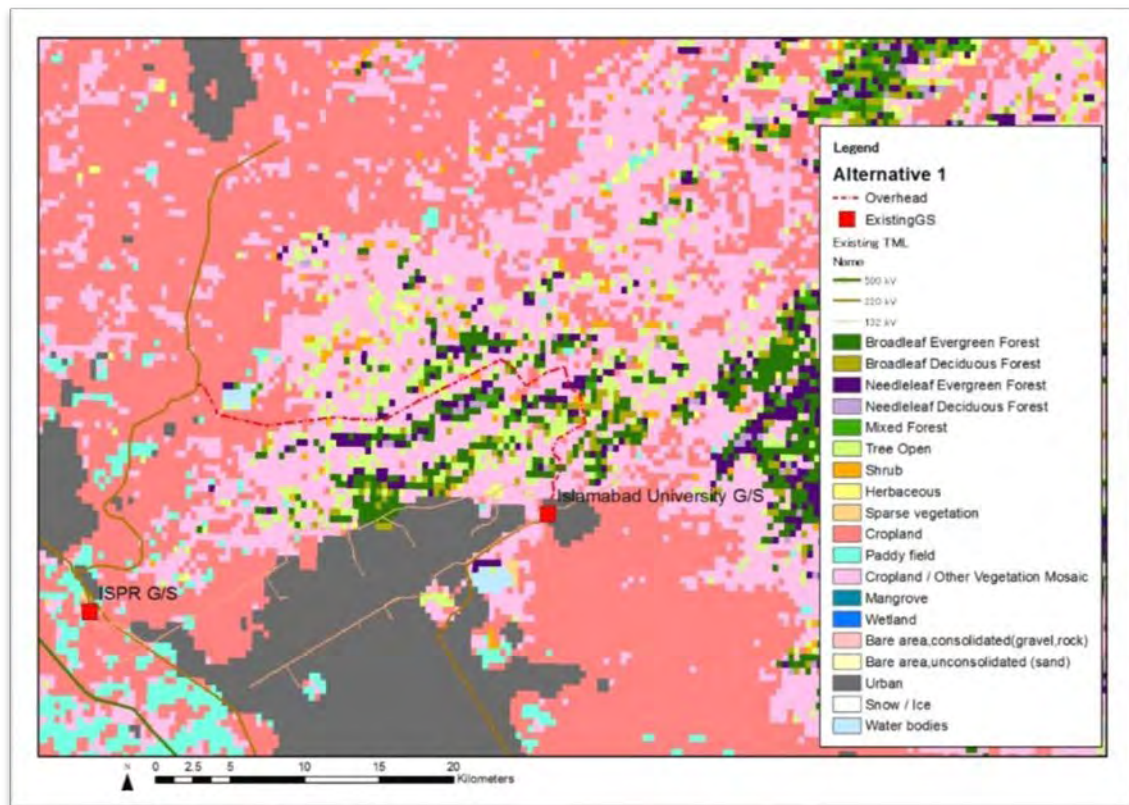 Legend
Alternative 1
Overhead
ExistingGS
Existing TML
Name
500 kV
220 kV
132 kV
Broadleaf Evergreen Forest
Broadleaf Deciduous Forest
Needleleaf Evergreen Forest
Needleleaf Deciduous Forest
Mixed Forest
Tree Open
Shrub
Herbaceous
Sparse vegetation
Cropland
Paddy field
Cropland / Other Vegetation Mosaic
Mangrove
Wetland
Bare area,consolidated(gravel,rock)
Bare area,unconsolidated (sand)
Urban
Snow / Ice
Water bodies
Islamabad University G/S
ISPR G/S
N
0 2.5 5 10 15 20
Kilometers